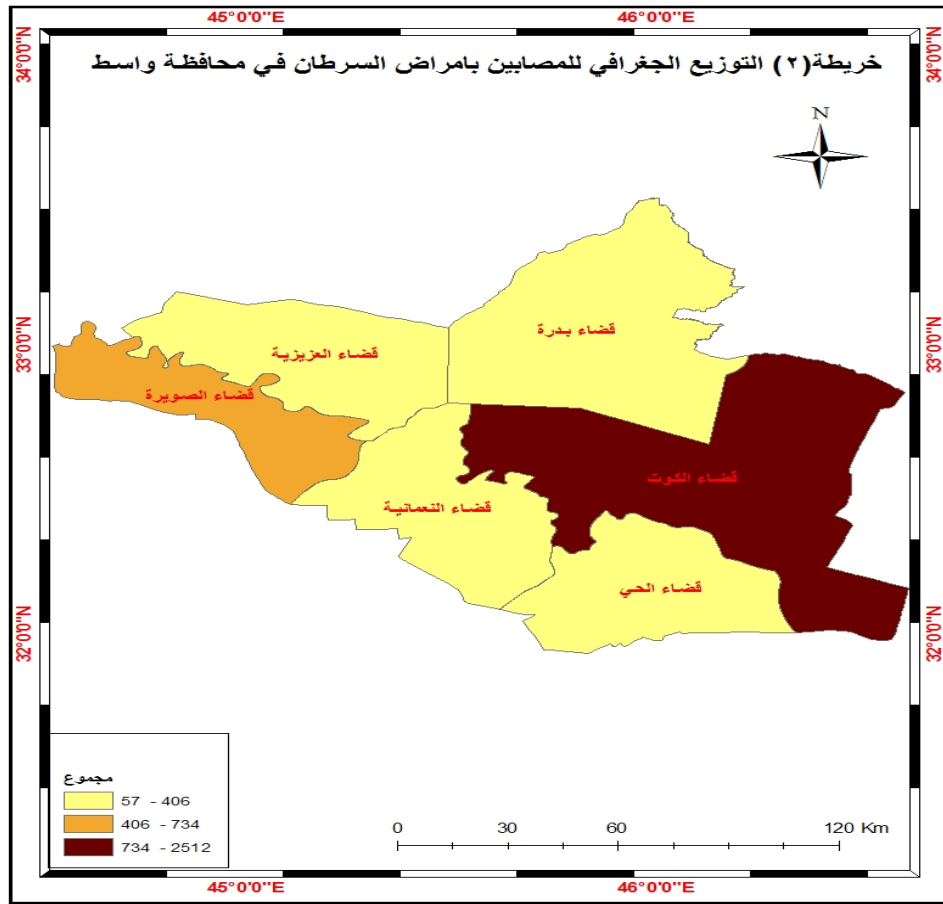 45°0'0"E
46°0'0"E
34°0'0"N
34°0'0"N
خريطة(٢) التوزيع الجغرافي للمصابين بامراض السرطان في محافظة واسط
N
33°0'0"N
33°0'0"N
قضاء بدرة
قضاء العزيزية
قضاء الصويرة
قضاء الكوت
قضاء النعمانية
قضاء الحي
32°0'0"N
32°0'0"N
مجموع
57 - 406
406 - 734
734 - 2512
0 30 60 120 Km
45°0'0"E
46°0'0"E